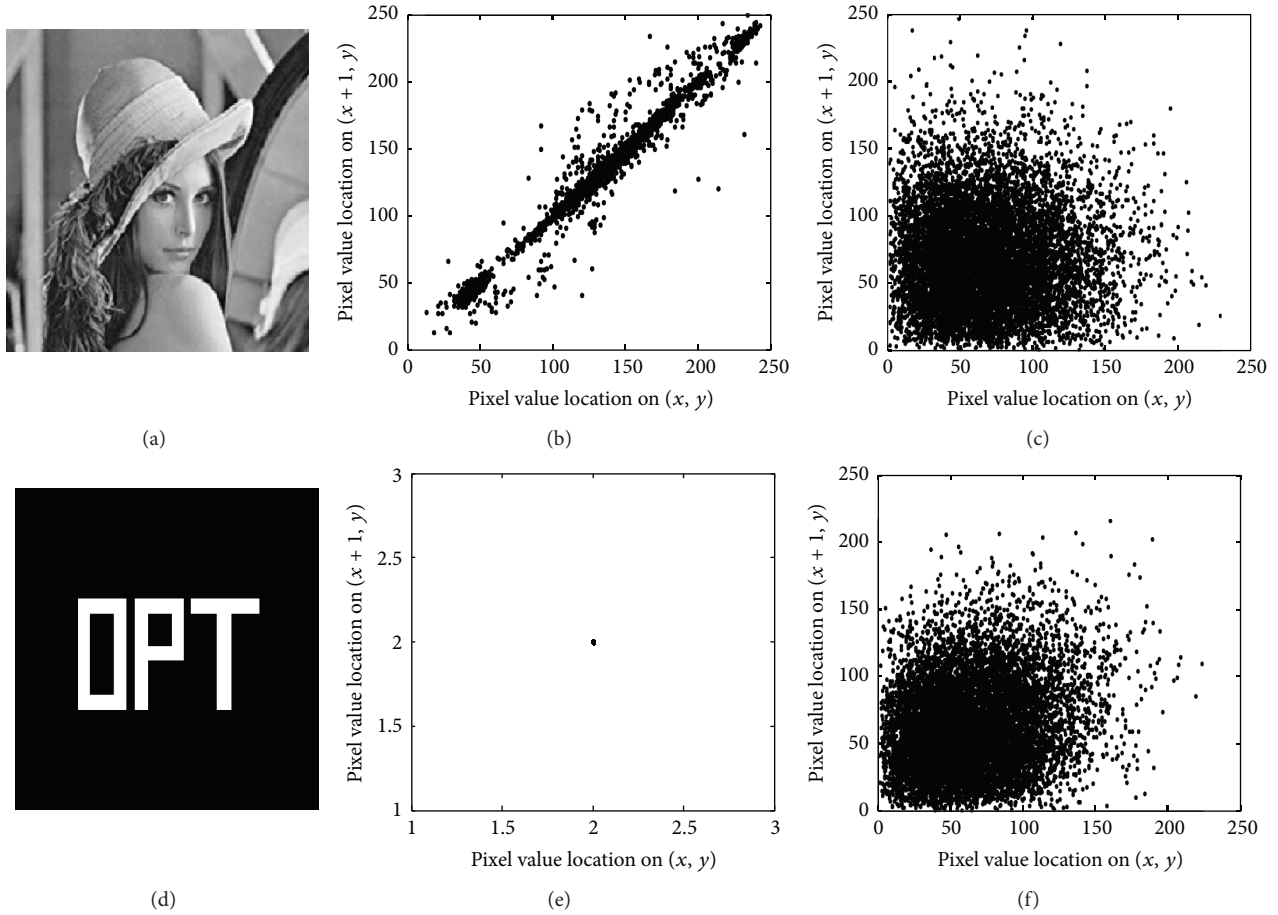 250
200
150
100
50
0
Pixel value location on (x + 1, y)
0 50 100 150 200 250
Pixel value location on (x, y)
250
200
150
100
50
0
Pixel value location on (x + 1, y)
0 50 100 150 200 250
Pixel value location on (x, y)
(a)
(b)
(c)
OPT
3
2.5
2
1.5
1
Pixel value location on (x + 1, y)
1 1.5 2 2.5 3
Pixel value location on (x, y)
250
200
150
100
50
0
Pixel value location on (x + 1, y)
0 50 100 150 200 250
Pixel value location on (x, y)
(d)
(e)
(f)